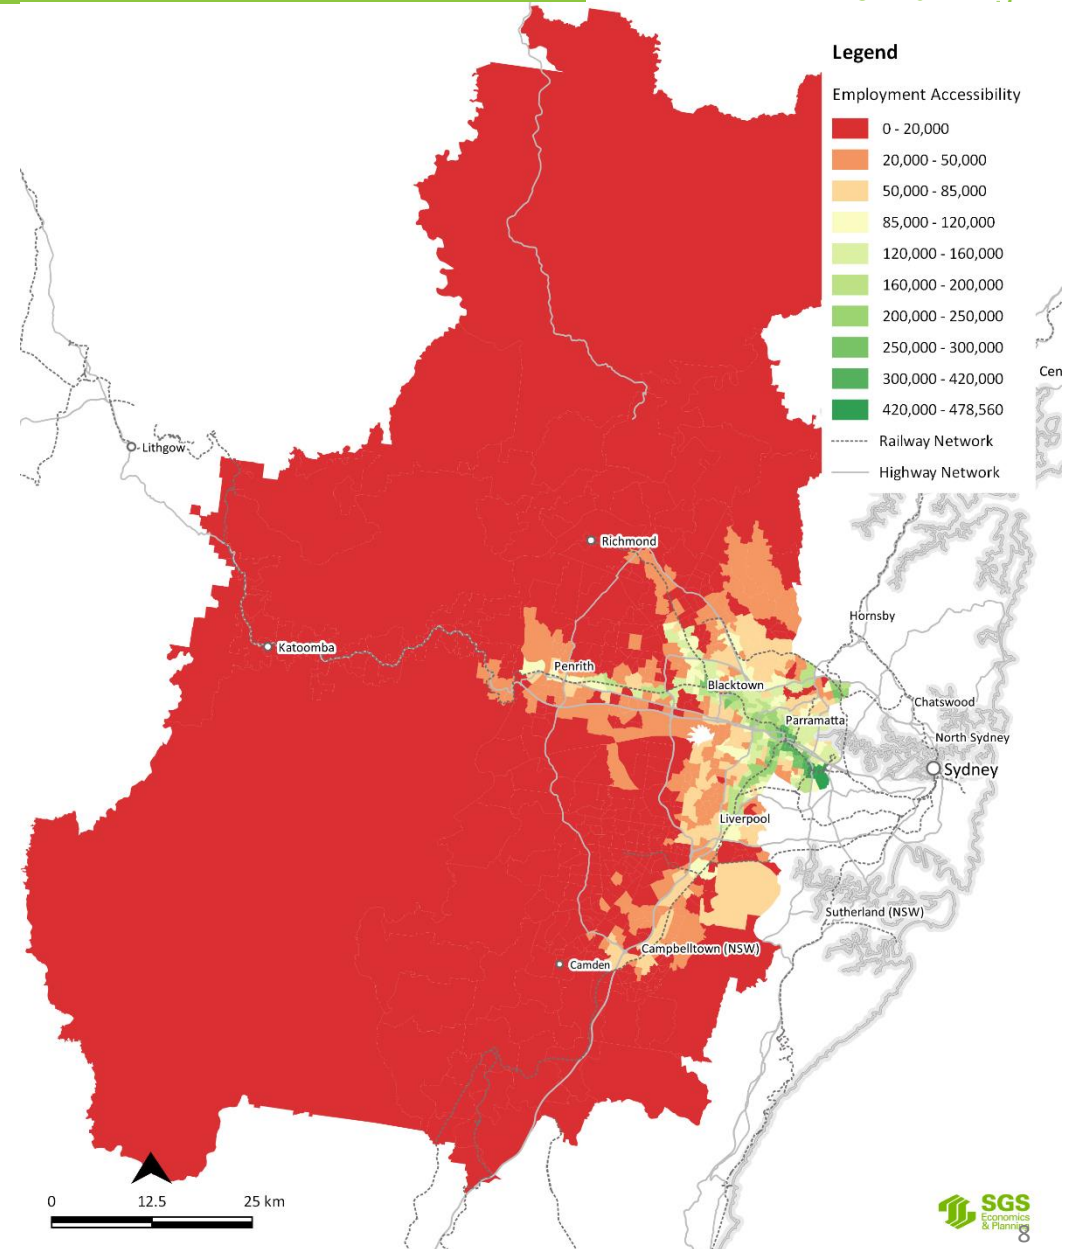 Legend
Employment Accessibility
0 - 20,000
20,000 - 50,000
50,000 - 85,000
85,000 - 120,000
120,000 - 160,000
160,000 - 200,000
200,000 - 250,000
250,000 - 300,000
300,000 - 420,000
420,000 - 478,560
Railway Network
Highway Network
Cen
Lithgow
Richmond
Hornsby
Katoomba
Penrith
Blacktown
Chatswood
Parramatta
North Sydney
Sydney
Liverpool
Sutherland (NSW)
Campbelltown (NSW)
Camden
0 12.5 25 km
SGS
Economics
& Planning
8